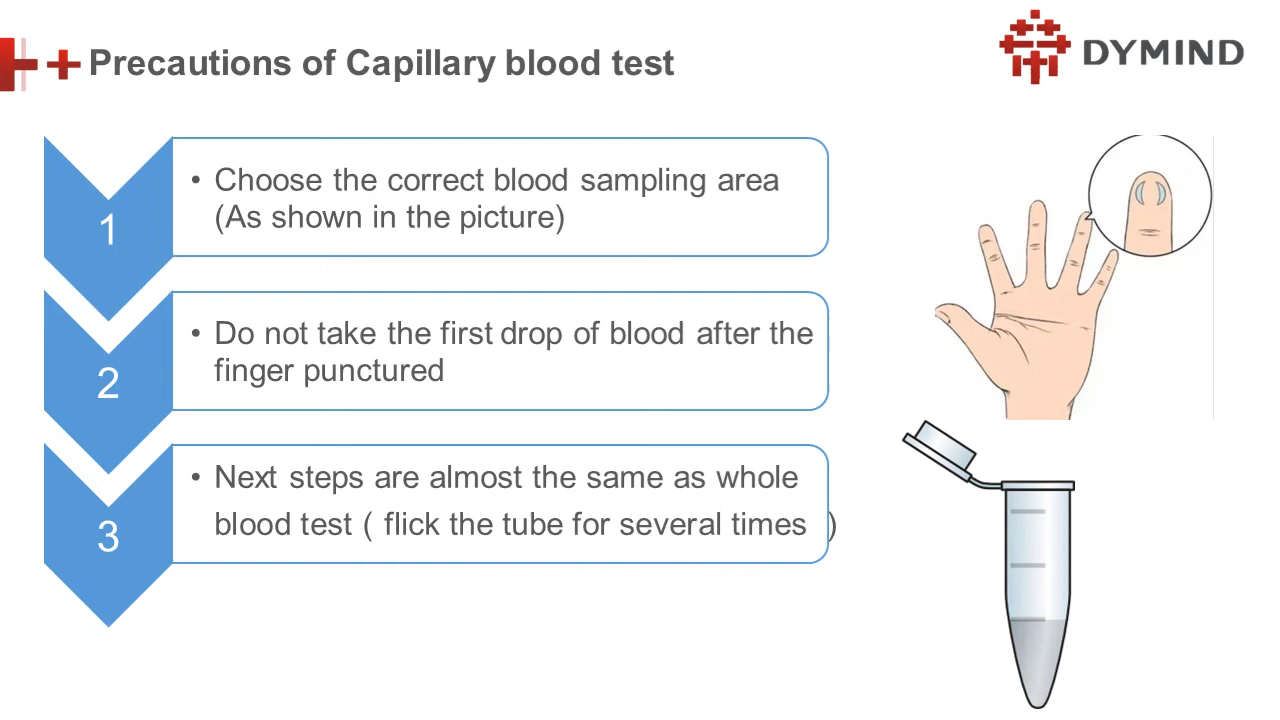 Precautions of Capillary blood test
DYMIND
1
• Choose the correct blood sampling area
(As shown in the picture)
2
• Do not take the first drop of blood after the
finger punctured
3
• Next steps are almost the same as whole
blood test ( flick the tube for several times )